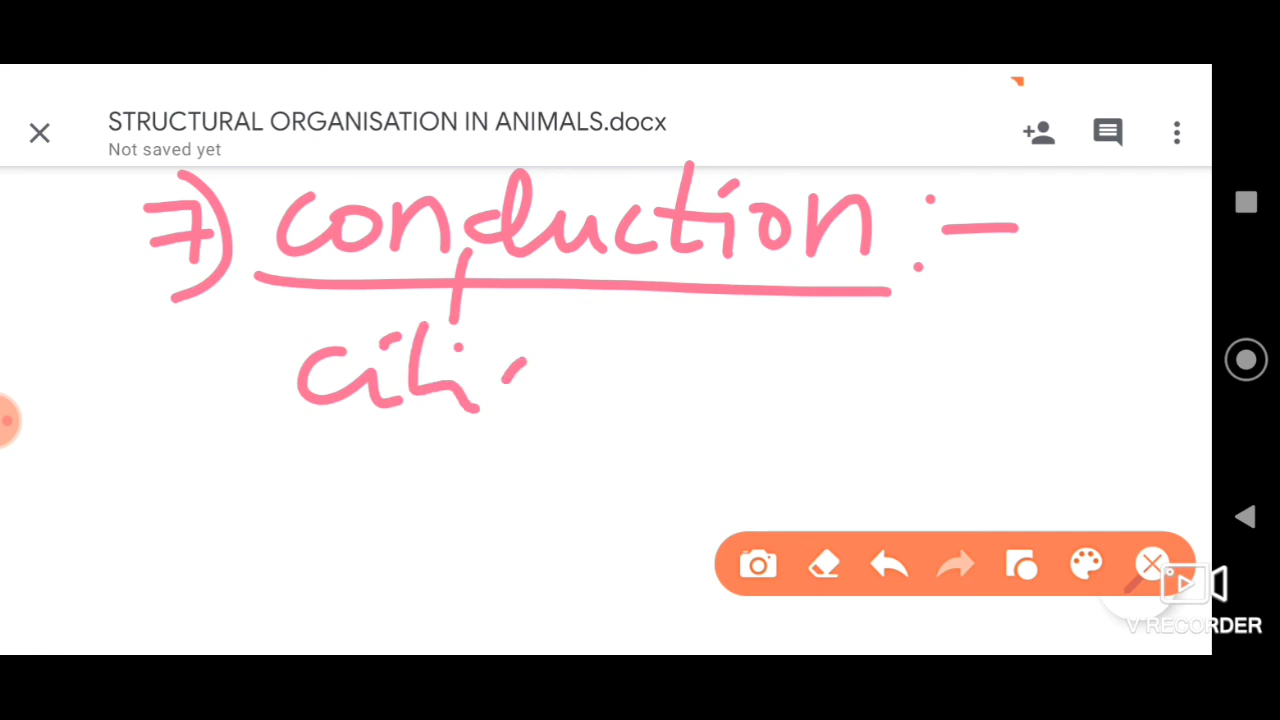 STRUCTURAL ORGANISATION IN ANIMALS.docx
Not saved yet
7) conduction :-
cili
V RECORDER